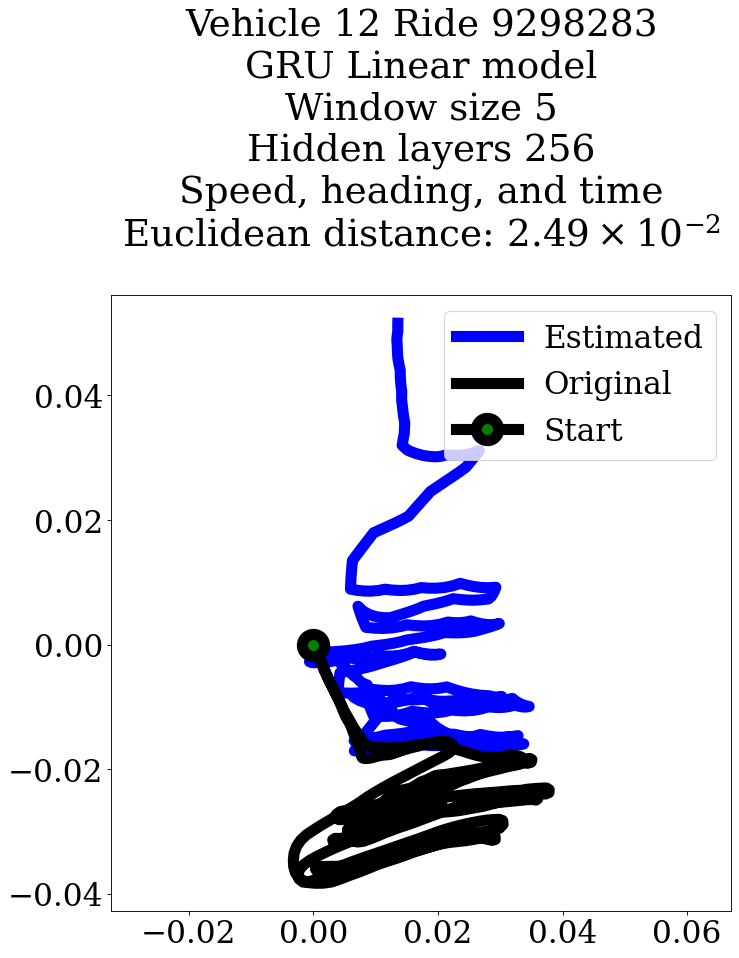 Vehicle 12 Ride 9298283
GRU Linear model
Window size 5
Hidden layers 256
Speed, heading, and time
Euclidean distance: 2.49 × 10⁻²
Estimated
Original
Start
0.04
0.02
0.00
−0.02
−0.04
−0.02
0.00
0.02
0.04
0.06